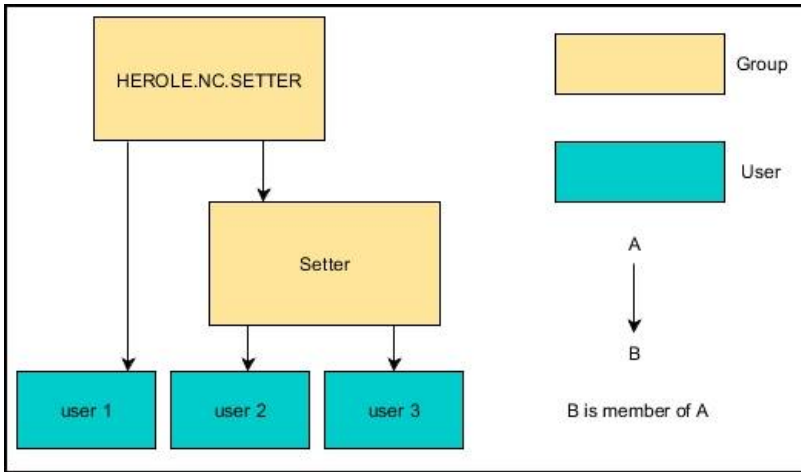 HEROLE.NC.SETTER
Group
User
Setter
A
B
user 1
user 2
user 3
B is member of A